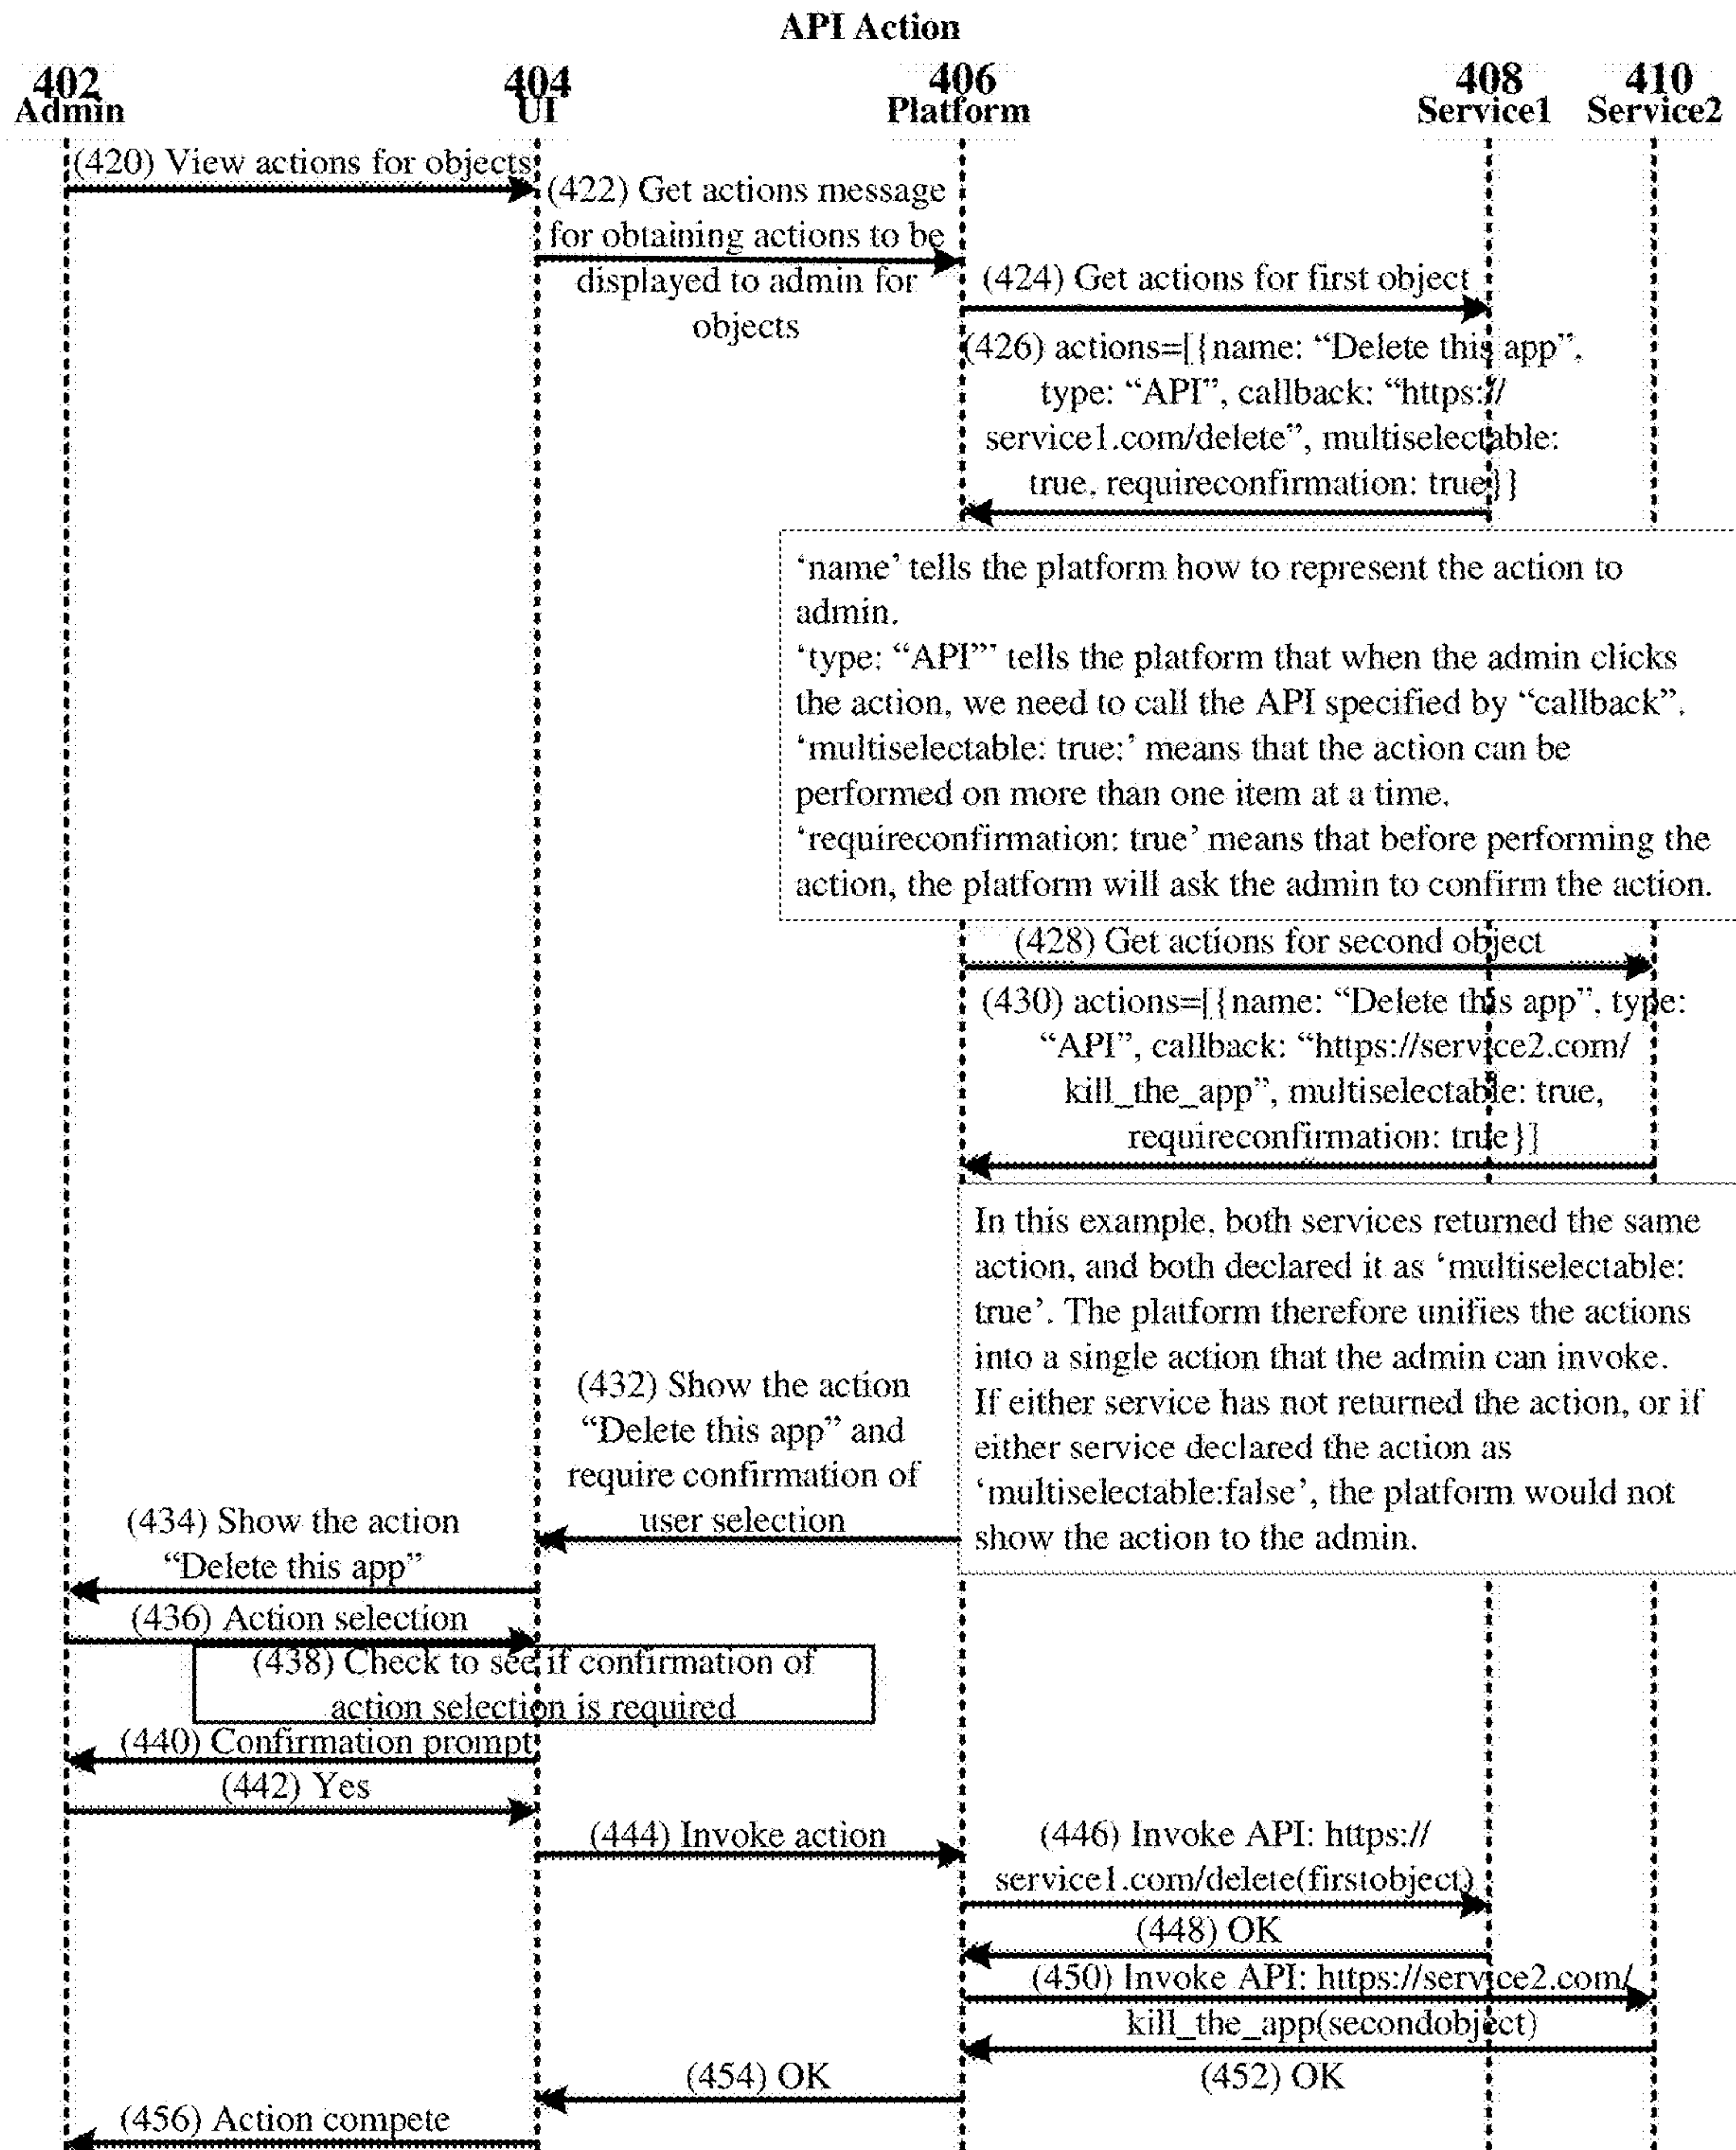 API Action
402
Admin
404
UI
406
Platform
408
Service1
410
Service2
(420) View actions for objects
(422) Get actions message
for obtaining actions to be
displayed to admin for
objects
(424) Get actions for first object
(426) actions=[{name: “Delete this app”,
type: “API”, callback: “https://
service1.com/delete”, multiselectable:
true, requireconfirmation: true}]
‘name’ tells the platform how to represent the action to
admin.
‘type: “API”’ tells the platform that when the admin clicks
the action, we need to call the API specified by “callback”.
‘multiselectable: true;’ means that the action can be
performed on more than one item at a time.
‘requireconfirmation: true’ means that before performing the
action, the platform will ask the admin to confirm the action.
(428) Get actions for second object
(430) actions=[{name: “Delete this app”, type:
“API”, callback: “https://service2.com/
kill_the_app”, multiselectable: true,
requireconfirmation: true}]
In this example, both services returned the same
action, and both declared it as ‘multiselectable:
true’. The platform therefore unifies the actions
into a single action that the admin can invoke.
If either service has not returned the action, or if
either service declared the action as
‘multiselectable:false’, the platform would not
show the action to the admin.
(432) Show the action
“Delete this app” and
require confirmation of
user selection
(434) Show the action
“Delete this app”
(436) Action selection
(438) Check to see if confirmation of
action selection is required
(440) Confirmation prompt
(442) Yes
(444) Invoke action
(446) Invoke API: https://
service1.com/delete(firstobject)
(448) OK
(450) Invoke API: https://service2.com/
kill_the_app(secondobject)
(452) OK
(454) OK
(456) Action compete